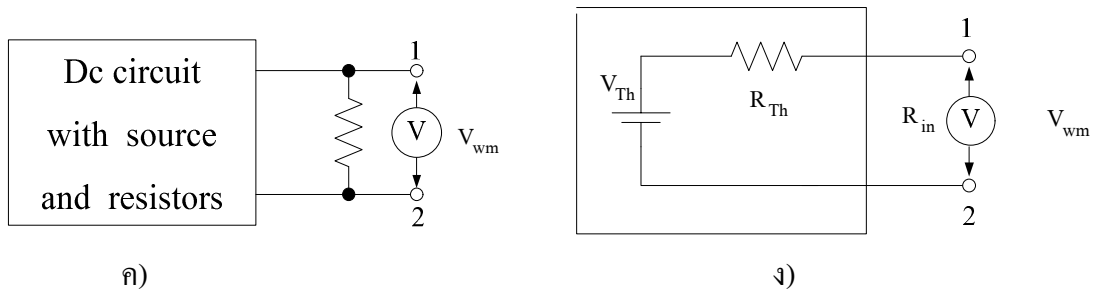 Dc circuit
with source
and resistors
1
V
2
V wm
ค)
V Th
R Th
1
R in
V
2
V wm
ง)